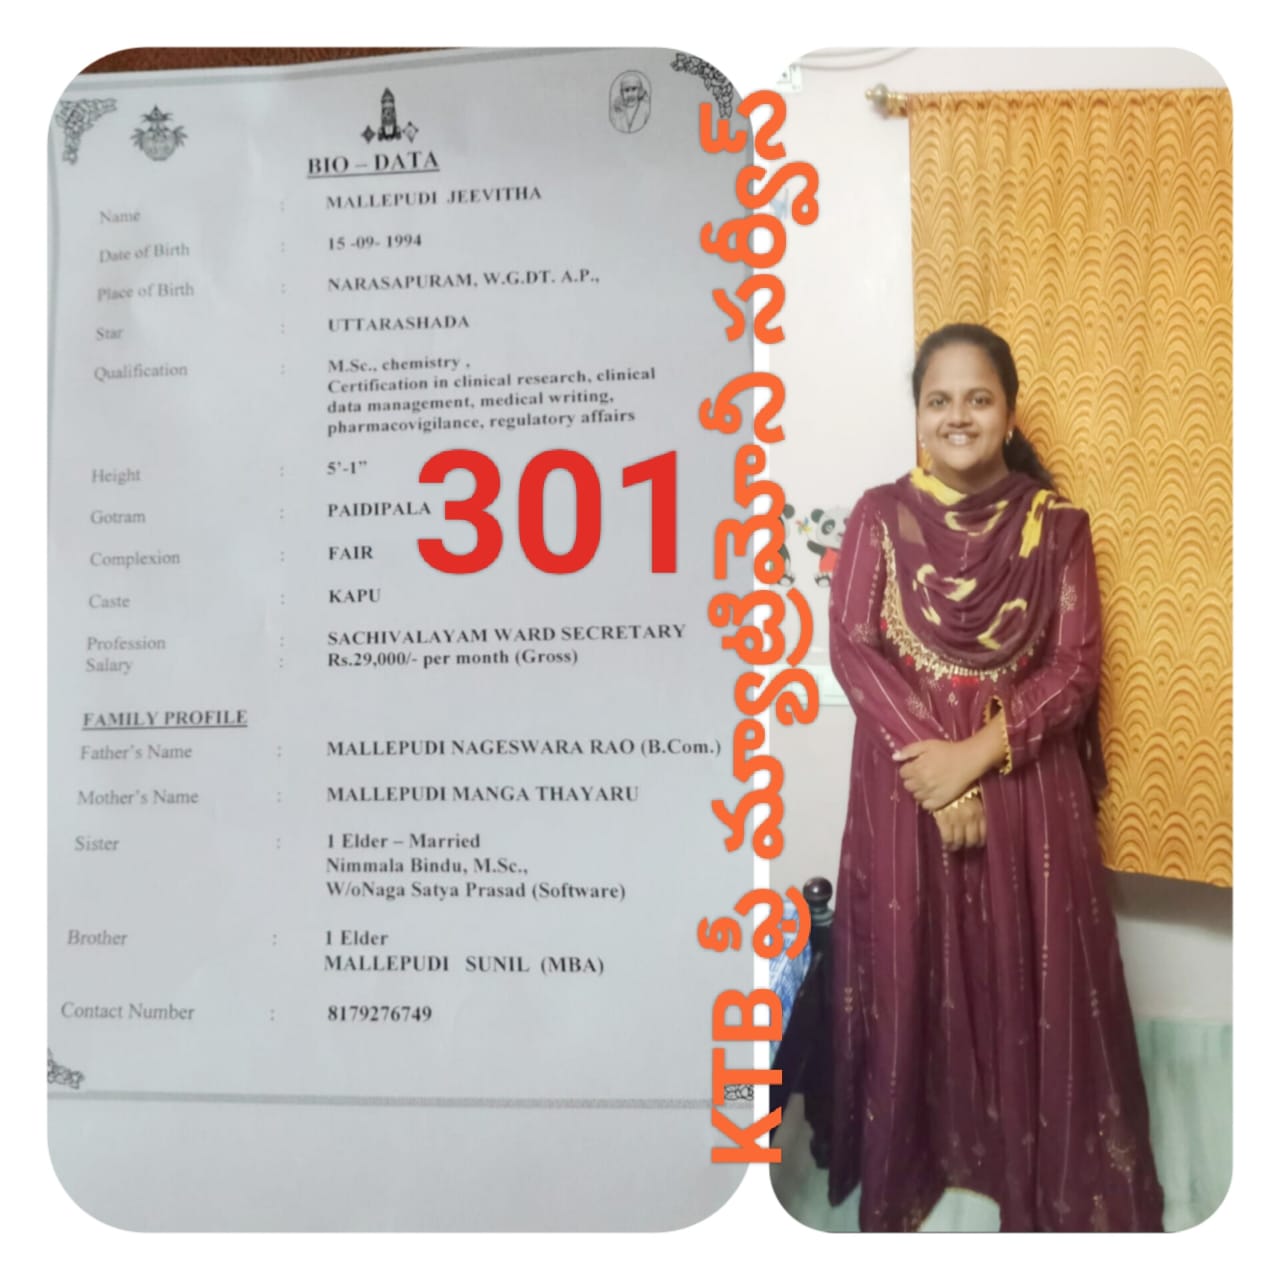 BIO – DATA
Name : MALLEPUDI JEEVITHA
Date of Birth : 15 -09- 1994
Place of Birth : NARASAPURAM, W.G.DT. A.P.,
Star : UTTARASHADA
Qualification : M.Sc., chemistry ,
Certification in clinical research, clinical
data management, medical writing,
pharmacovigilance, regulatory affairs
Height : 5’-1”
Gotram : PAIDIPALA
301
Complexion : FAIR
Caste : KAPU
Profession : SACHIVALAYAM WARD SECRETARY
Salary : Rs.29,000/- per month (Gross)
FAMILY PROFILE
Father’s Name : MALLEPUDI NAGESWARA RAO (B.Com.)
Mother’s Name : MALLEPUDI MANGA THAYARU
Sister : 1 Elder – Married
Nimmala Bindu, M.Sc.,
W/oNaga Satya Prasad (Software)
Brother : 1 Elder
MALLEPUDI SUNIL (MBA)
Contact Number : 8179276749
KTB ఫ్రీ మ్యాట్రిమోనీ సర్వీస్